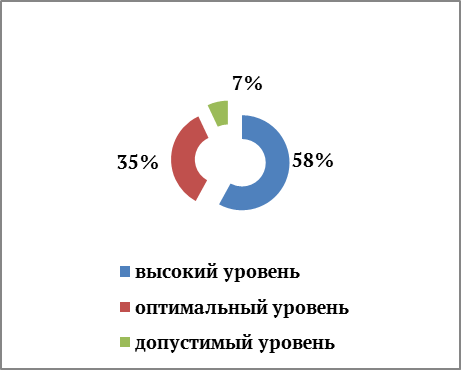 7%
35%
58%
высокий уровень
оптимальный уровень
допустимый уровень